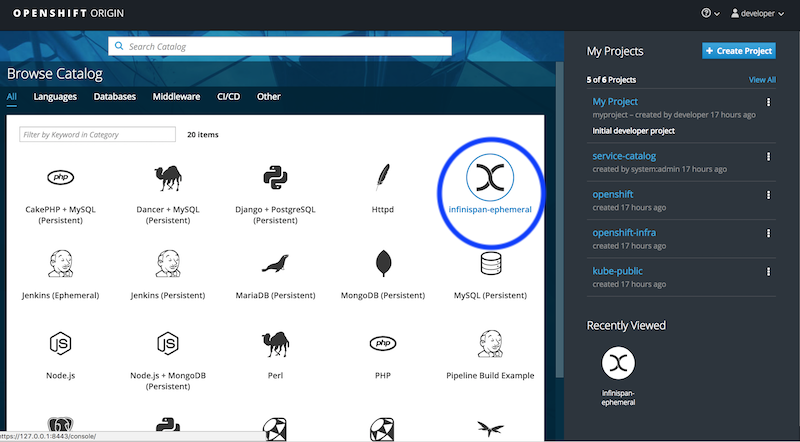 OPENSHIFT ORIGIN
developer
Search Catalog
Browse Catalog
All Languages Databases Middleware CI/CD Other
Filter by Keyword in Category
20 items
php
CakePHP + MySQL
(Persistent)
Dancer + MySQL
(Persistent)
Django + PostgreSQL
(Persistent)
Httpd
infinispan-ephemeral
Jenkins (Ephemeral)
Jenkins (Persistent)
MariaDB (Persistent)
MongoDB (Persistent)
MySQL (Persistent)
JS
Node.js
JS
Node.js + MongoDB
(Persistent)
Perl
php
PHP
Pipeline Build Example
https://127.0.0.1:8443/console/
My Projects
+ Create Project
5 of 6 Projects
View All
My Project
myproject – created by developer 17 hours ago
Initial developer project
service-catalog
created by system:admin 17 hours ago
openshift
created 17 hours ago
openshift-infra
created 17 hours ago
kube-public
created 17 hours ago
Recently Viewed
infinispan-
ephemeral